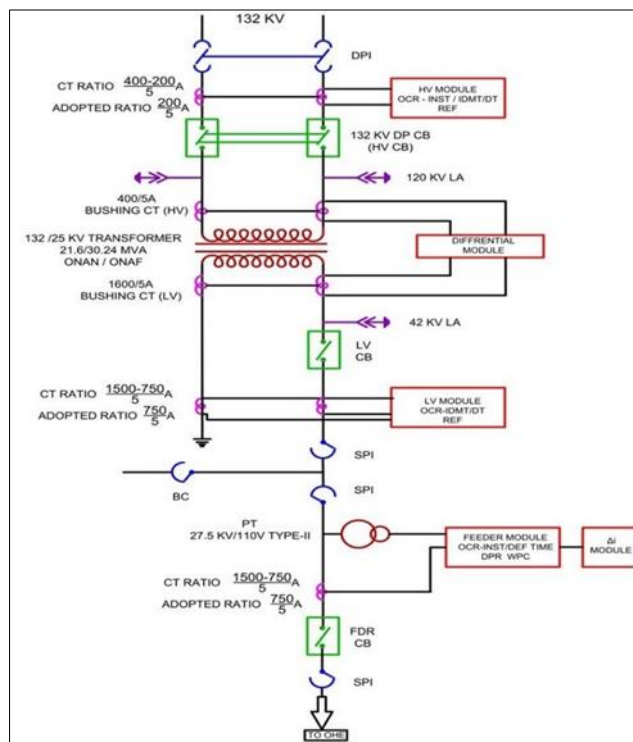 132 KV
DPI
CT RATIO 400-200/5 A
ADOPTED RATIO 200/5 A
HV MODULE
OCR - INST / IDMT/DT
REF
132 KV DP CB
(HV CB)
120 KV LA
400/5A
BUSHING CT (HV)
132 /25 KV TRANSFORMER
21.6/30.24 MVA
ONAN / ONAF
DIFFRENTIAL
MODULE
1600/5A
BUSHING CT (LV)
42 KV LA
LV
CB
CT RATIO 1500-750/5 A
ADOPTED RATIO 750/5 A
LV MODULE
OCR-IDMT/DT
REF
SPI
BC
SPI
PT
27.5 KV/110V TYPE-II
FEEDER MODULE
OCR-INST/DEF TIME
DPR WPC
Δi
MODULE
CT RATIO 1500-750/5 A
ADOPTED RATIO 750/5 A
FDR
CB
SPI
TO OHE